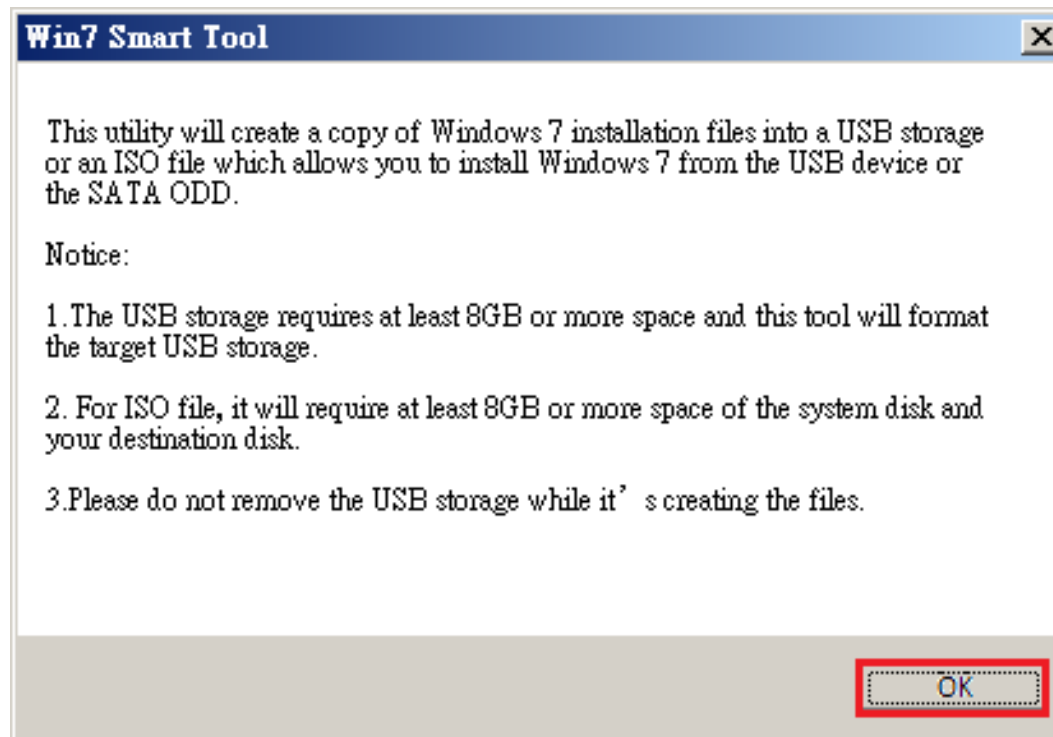 Win7 Smart Tool
This utility will create a copy of Windows 7 installation files into a USB storage
or an ISO file which allows you to install Windows 7 from the USB device or
the SATA ODD.
Notice:
1.The USB storage requires at least 8GB or more space and this tool will format
the target USB storage.
2. For ISO file, it will require at least 8GB or more space of the system disk and
your destination disk.
3.Please do not remove the USB storage while it’ s creating the files.
OK